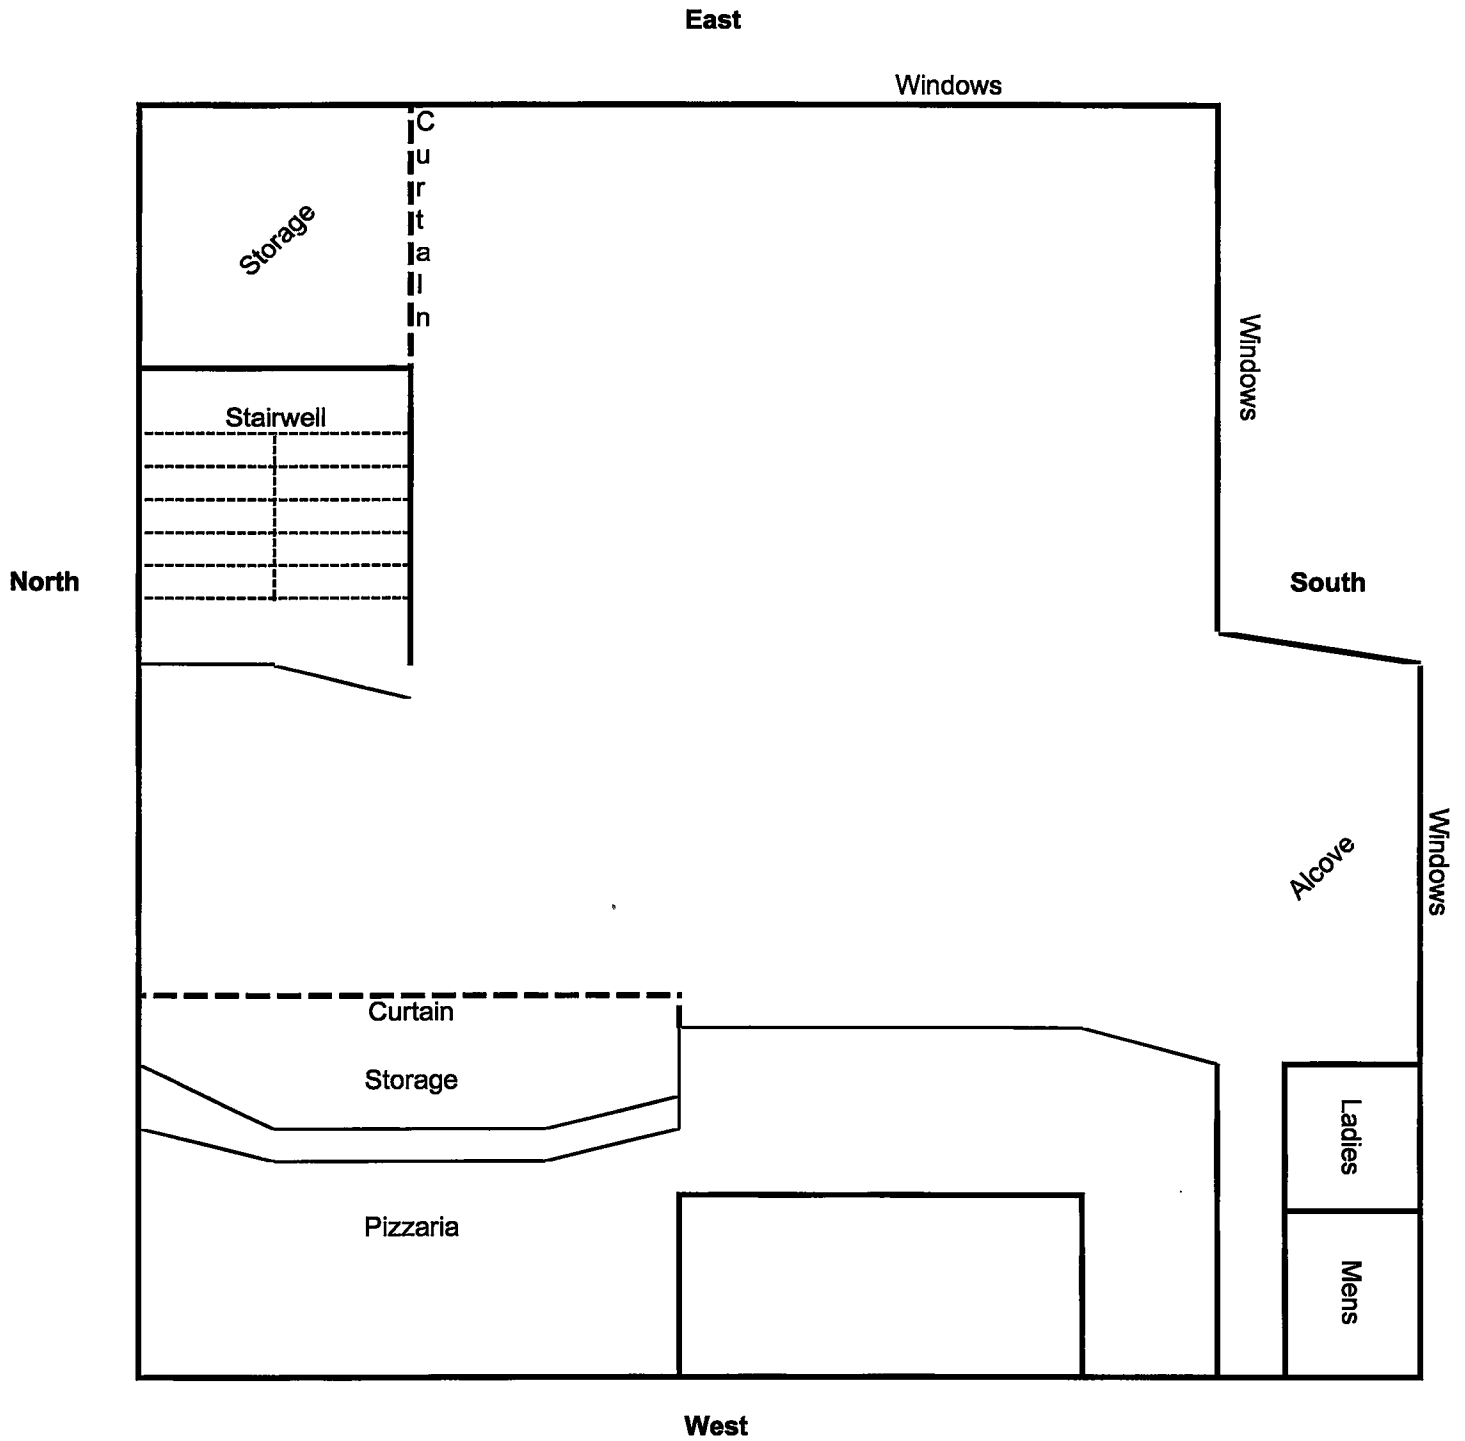 East
Windows
C
u
r
t
a
I
n
Storage
Windows
Stairwell
North
South
Alcove
Windows
Curtain
Storage
Ladies
Pizzaria
Mens
West